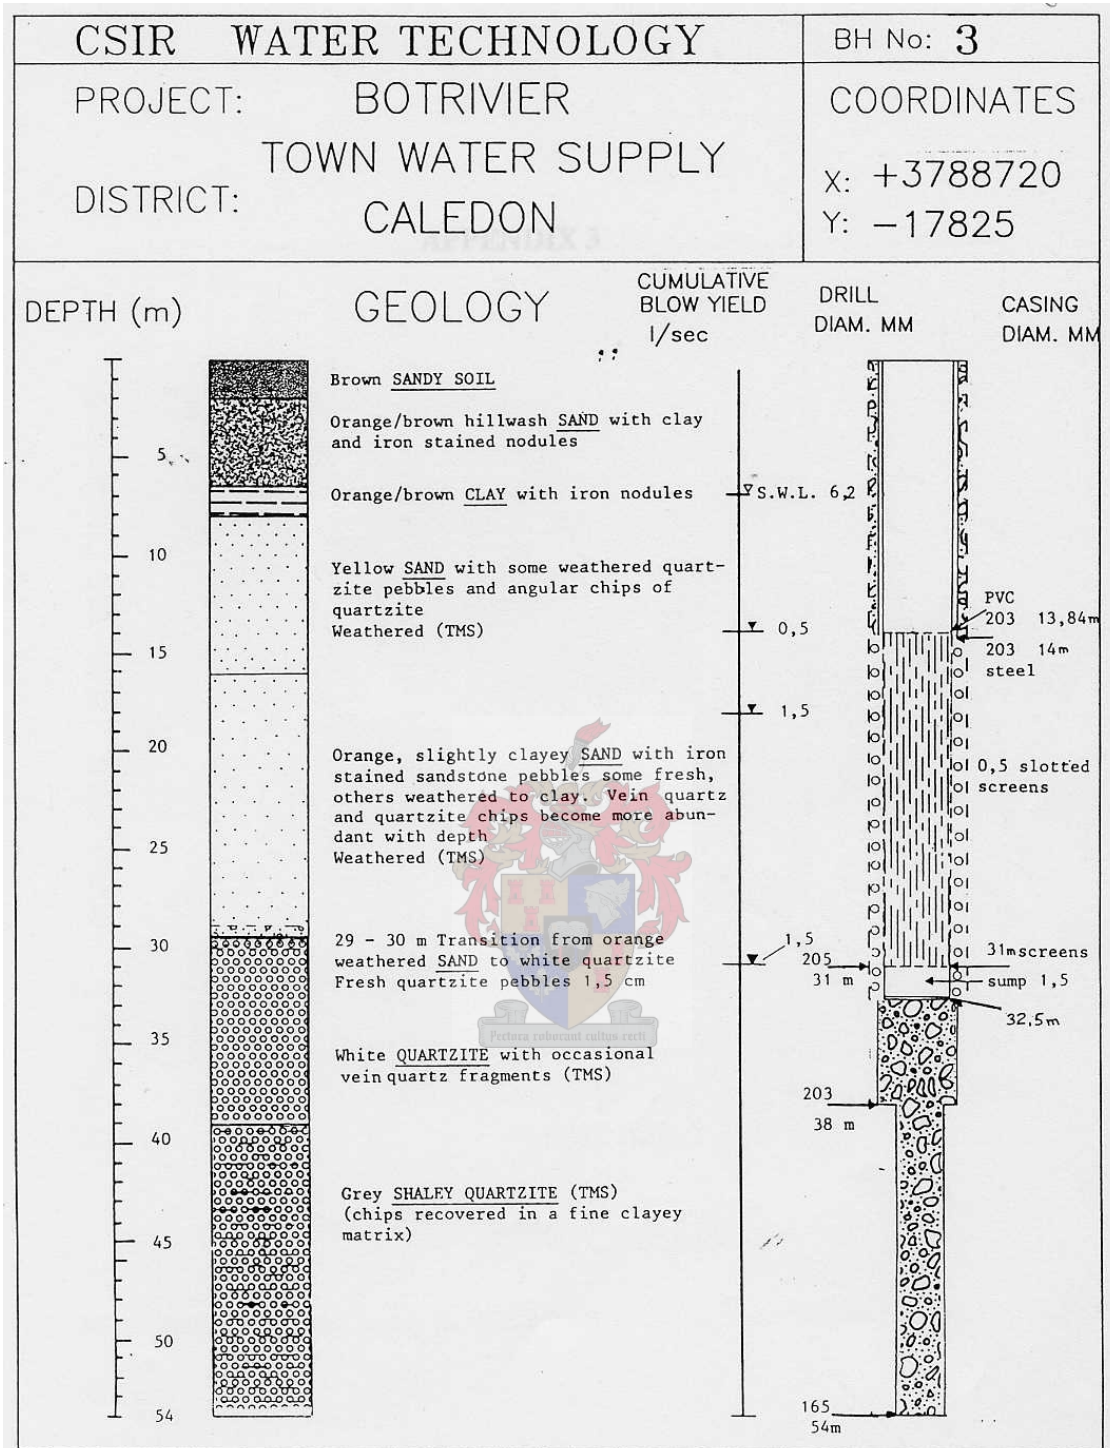 CSIR WATER TECHNOLOGY
BH No: 3
PROJECT: BOTRIVIER
TOWN WATER SUPPLY
DISTRICT: CALEDON
COORDINATES
X: +3788720
Y: -17825
APPENDIX 3
DEPTH (m)
GEOLOGY
CUMULATIVE
BLOW YIELD
l/sec
DRILL
DIAM. MM
CASING
DIAM. MM
Brown SANDY SOIL
Orange/brown hillwash SAND with clay
and iron stained nodules
5
Orange/brown CLAY with iron nodules
S.W.L. 6,2
10
Yellow SAND with some weathered quart-
zite pebbles and angular chips of
quartzite
Weathered (TMS)
0,5
PVC
203 13,84m
203 14m
steel
15
1,5
20
Orange, slightly clayey SAND with iron
stained sandstone pebbles some fresh,
others weathered to clay. Vein quartz
and quartzite chips become more abun-
dant with depth
Weathered (TMS)
0,5 slotted
screens
25
30
29 - 30 m Transition from orange
weathered SAND to white quartzite
Fresh quartzite pebbles 1,5 cm
1,5
205
31 m
31m screens
sump 1,5
32,5m
Pectora roborant cultus recti
35
White QUARTZITE with occasional
vein quartz fragments (TMS)
203
38 m
40
Grey SHALEY QUARTZITE (TMS)
(chips recovered in a fine clayey
matrix)
45
50
54
165
54m